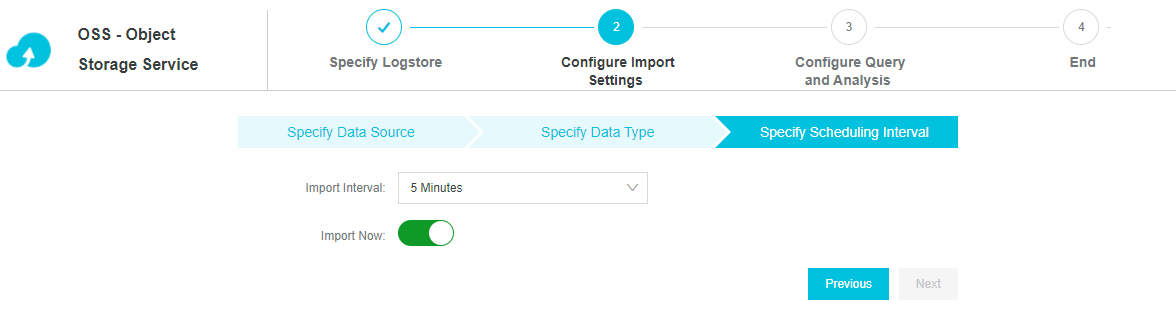 OSS - Object
Storage Service
Specify Logstore
2
Configure Import
Settings
3
Configure Query
and Analysis
4
End
Specify Data Source
Specify Data Type
Specify Scheduling Interval
Import Interval: 5 Minutes
Import Now:
Previous Next